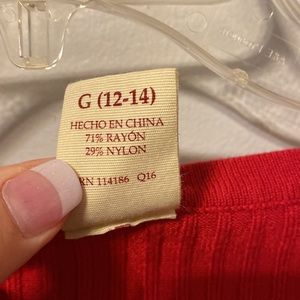 G (12-14)
HECHO EN CHINA
71% RAYÓN
29% NYLON
RN 114186 Q16